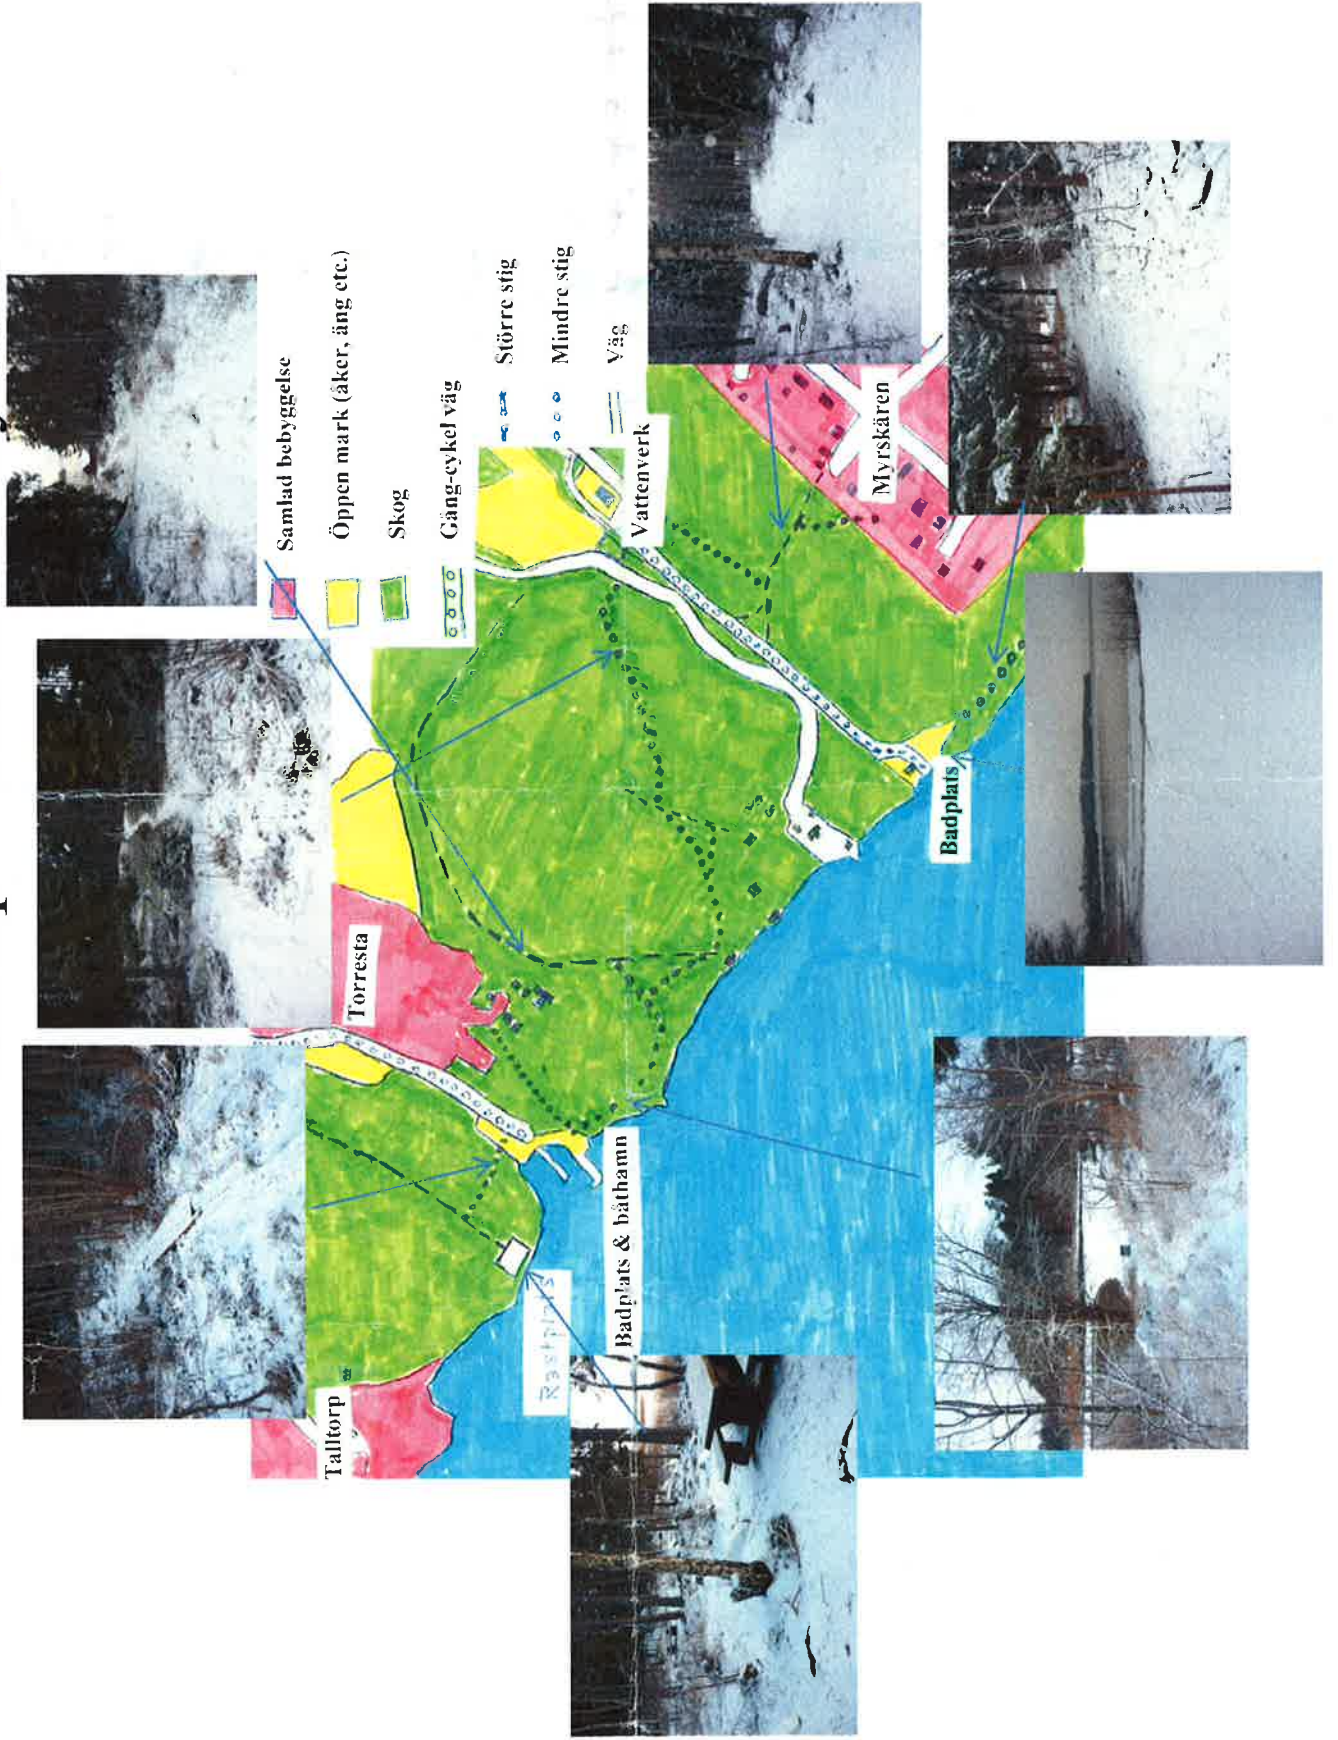 Samlad bebyggelse
Öppen mark (åker, äng etc.)
Skog
Gång-cykel väg
Större stig
Mindre stig
Väg
Talltorp
Torresta
Vattenverk
Myrskären
Badplats & båthamn
Badplats
Rastplats